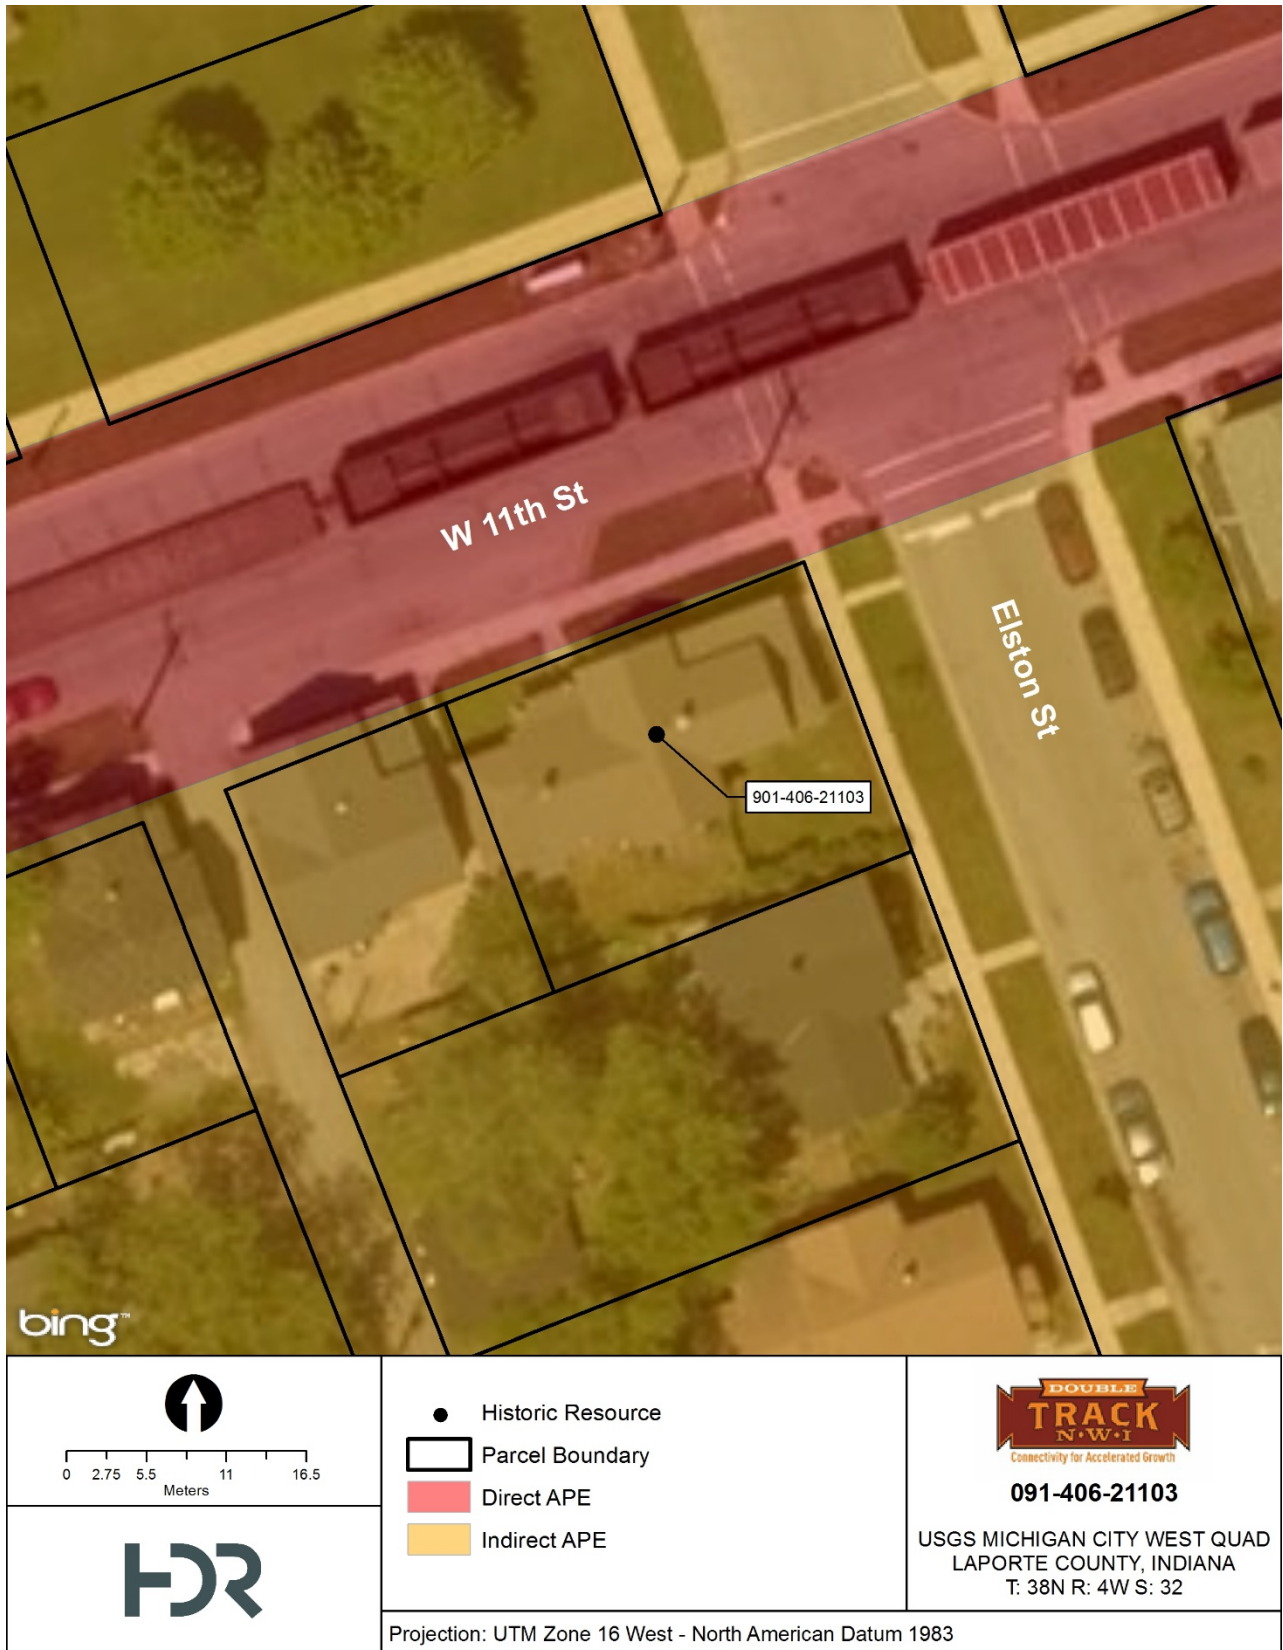 W 11th St
Elston St
901-406-21103
bing™
0 2.75 5.5 11 16.5
Meters
HDR
Historic Resource
Parcel Boundary
Direct APE
Indirect APE
DOUBLE
TRACK
N•W•I
Connectivity for Accelerated Growth
091-406-21103
USGS MICHIGAN CITY WEST QUAD
LAPORTE COUNTY, INDIANA
T: 38N R: 4W S: 32
Projection: UTM Zone 16 West - North American Datum 1983